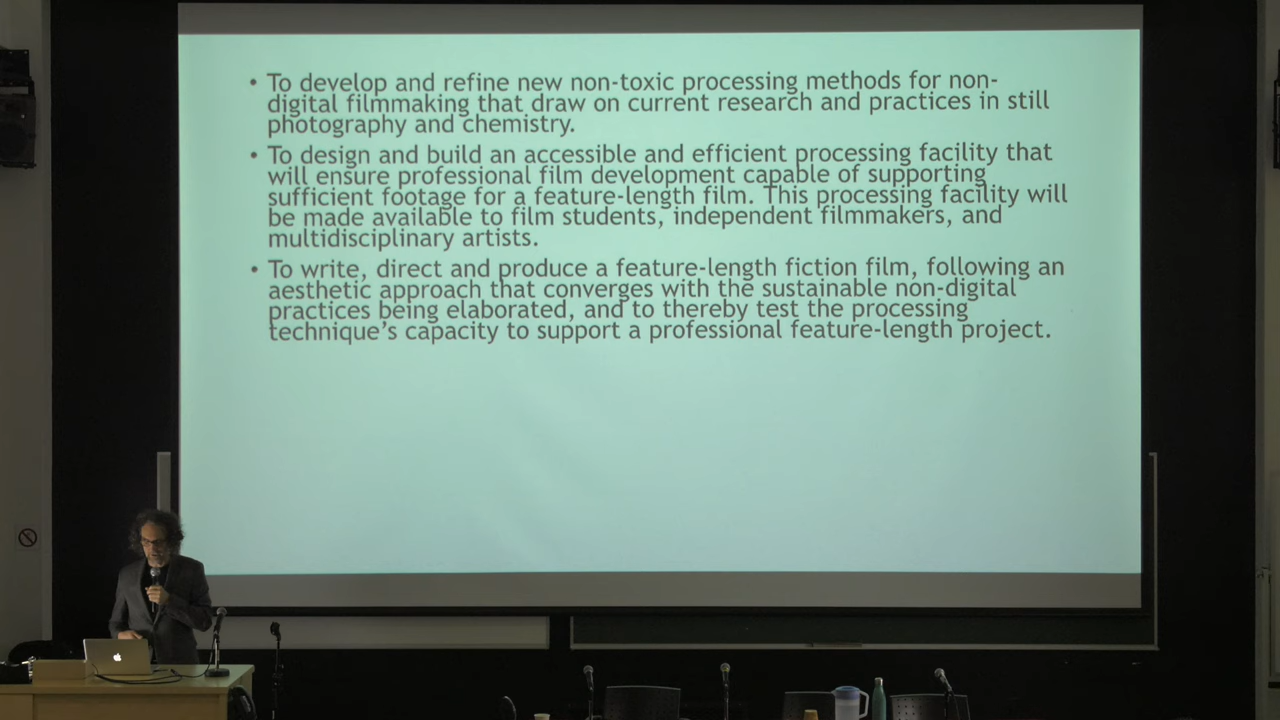 • To develop and refine new non-toxic processing methods for non-
digital filmmaking that draw on current research and practices in still
photography and chemistry.
• To design and build an accessible and efficient processing facility that
will ensure professional film development capable of supporting
sufficient footage for a feature-length film. This processing facility will
be made available to film students, independent filmmakers, and
multidisciplinary artists.
• To write, direct and produce a feature-length fiction film, following an
aesthetic approach that converges with the sustainable non-digital
practices being elaborated, and to thereby test the processing
technique’s capacity to support a professional feature-length project.